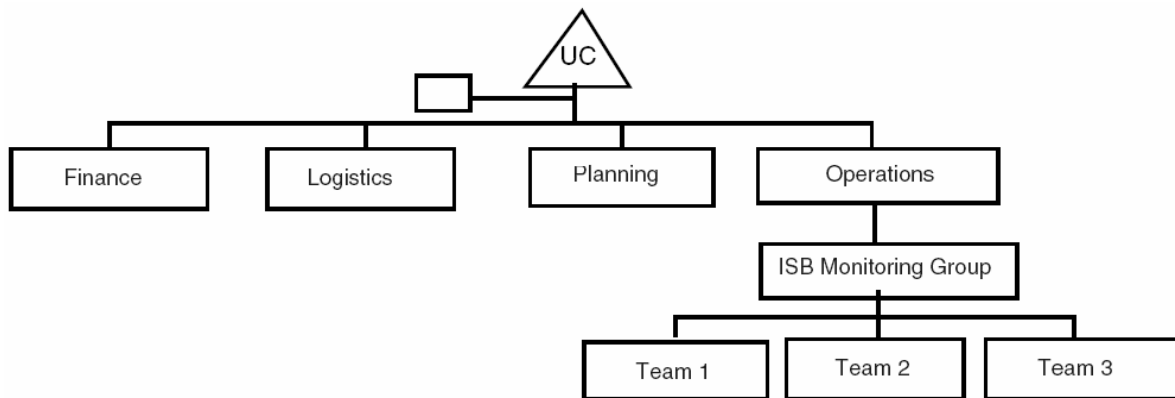 UC
Finance
Logistics
Planning
Operations
ISB Monitoring Group
Team 1
Team 2
Team 3